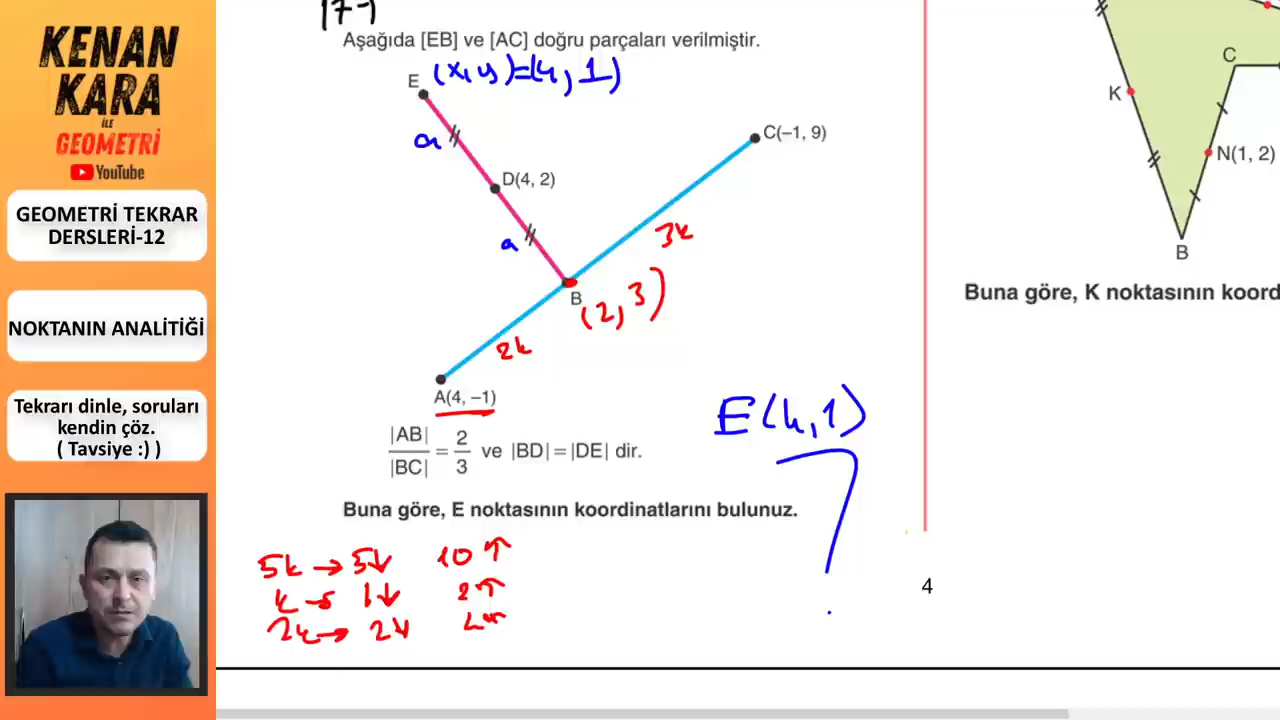 KENAN
KARA
İLE
GEOMETRİ
YouTube
GEOMETRİ TEKRAR
DERSLERİ-12
NOKTANIN ANALİTİĞİ
Tekrarı dinle, soruları
kendin çöz.
( Tavsiye :) )
Aşağıda [EB] ve [AC] doğru parçaları verilmiştir.
E (x, y)=(4, 1)
a
D(4, 2)
a
C(–1, 9)
3k
B
(2, 3)
2k
A(4, –1)
|AB| / |BC| = 2 / 3 ve |BD| = |DE| dir.
E(4, 1)
Buna göre, E noktasının koordinatlarını bulunuz.
5k → 5↓ 10↑
k → 1↓ 2↑
2k → 2↓
4
C
K
N(1, 2)
B
Buna göre, K noktasının koord